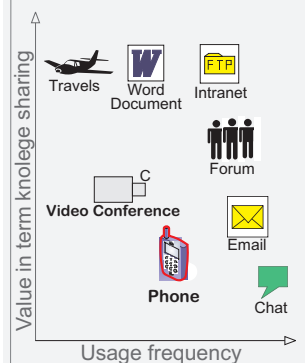 Value in term knolege sharing
W
FTP
Travels
Word
Document
Intranet
Forum
C
Video Conference
Email
Phone
Chat
Usage frequency